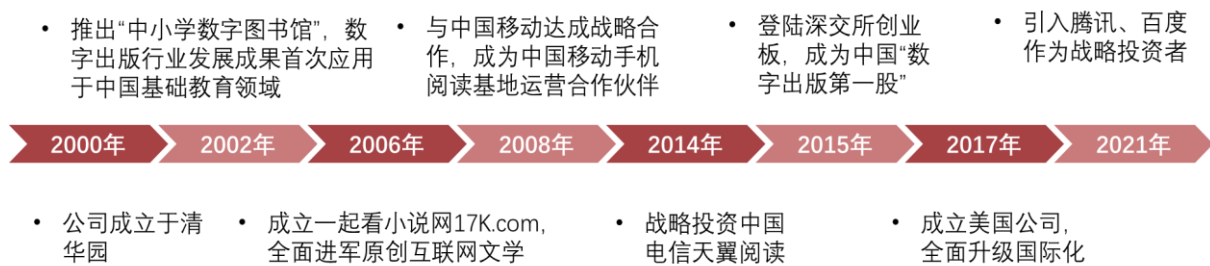 • 推出“中小学数字图书馆”，数
字出版行业发展成果首次应用
于中国基础教育领域
• 与中国移动达成战略合
作，成为中国移动手机
阅读基地运营合作伙伴
• 登陆深交所创业
板，成为中国“数
字出版第一股”
• 引入腾讯、百度
作为战略投资者
2000年
2002年
2006年
2008年
2014年
2015年
2017年
2021年
• 公司成立于清
华园
• 成立一起看小说网17K.com,
全面进军原创互联网文学
• 战略投资中国
电信天翼阅读
• 成立美国公司,
全面升级国际化